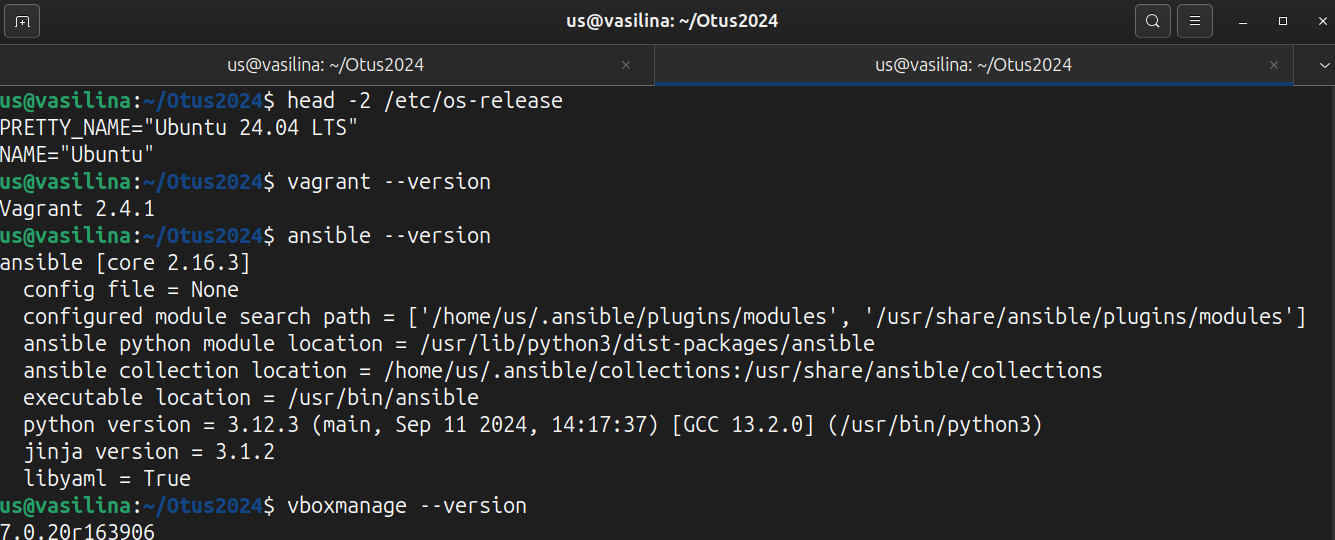 us@vasilina: ~/Otus2024
us@vasilina: ~/Otus2024
us@vasilina: ~/Otus2024
us@vasilina:~/Otus2024$ head -2 /etc/os-release
PRETTY_NAME="Ubuntu 24.04 LTS"
NAME="Ubuntu"
us@vasilina:~/Otus2024$ vagrant --version
Vagrant 2.4.1
us@vasilina:~/Otus2024$ ansible --version
ansible [core 2.16.3]
  config file = None
  configured module search path = ['/home/us/.ansible/plugins/modules', '/usr/share/ansible/plugins/modules']
  ansible python module location = /usr/lib/python3/dist-packages/ansible
  ansible collection location = /home/us/.ansible/collections:/usr/share/ansible/collections
  executable location = /usr/bin/ansible
  python version = 3.12.3 (main, Sep 11 2024, 14:17:37) [GCC 13.2.0] (/usr/bin/python3)
  jinja version = 3.1.2
  libyaml = True
us@vasilina:~/Otus2024$ vboxmanage --version
7.0.20r163906